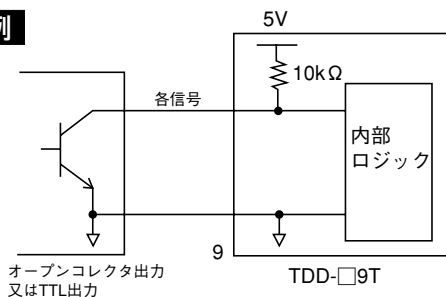 例
5V
10kΩ
各信号
内部
ロジック
9
TDD-□9T
オープンコレクタ出力
又はTTL出力